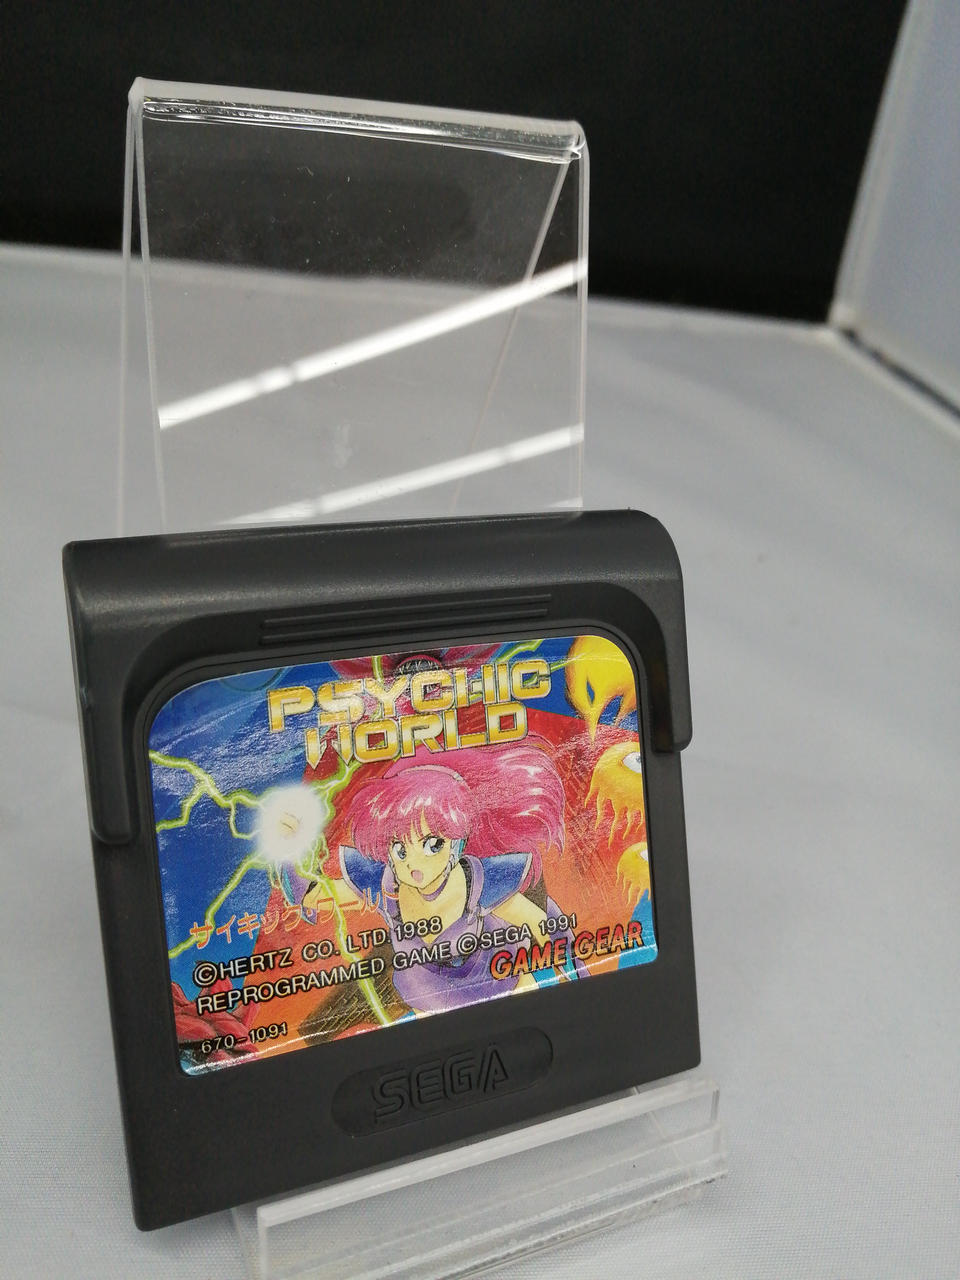 PSYCHIC
WORLD
サイキック・ワールド
©HERTZ CO. LTD. 1988
REPROGRAMMED GAME ©SEGA 1991
GAME GEAR
670-1091
SEGA